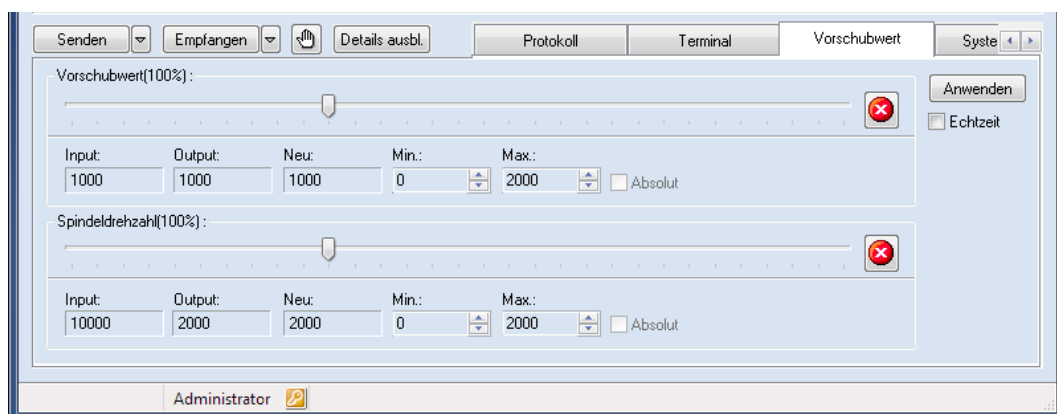 Senden Empfangen Details ausbl. Protokoll Terminal Vorschubwert Syste
Vorschubwert(100%) :
Anwenden
Echtzeit
Input: Output: Neu: Min.: Max.:
1000 1000 1000 0 2000 Absolut
Spindeldrehzahl(100%) :
Input: Output: Neu: Min.: Max.:
10000 2000 2000 0 2000 Absolut
Administrator